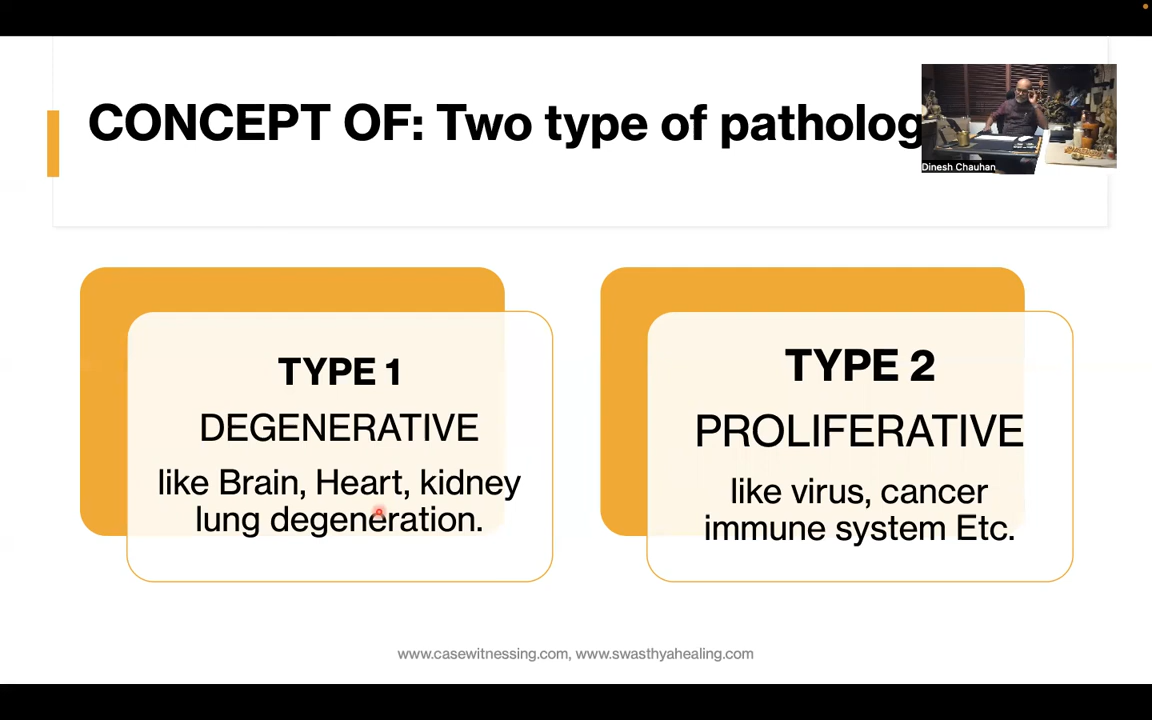 CONCEPT OF: Two type of patholog
Dinesh Chauhan
TYPE 1
DEGENERATIVE
like Brain, Heart, kidney
lung degeneration.
TYPE 2
PROLIFERATIVE
like virus, cancer
immune system Etc.
www.casewitnessing.com, www.swasthyahealing.com